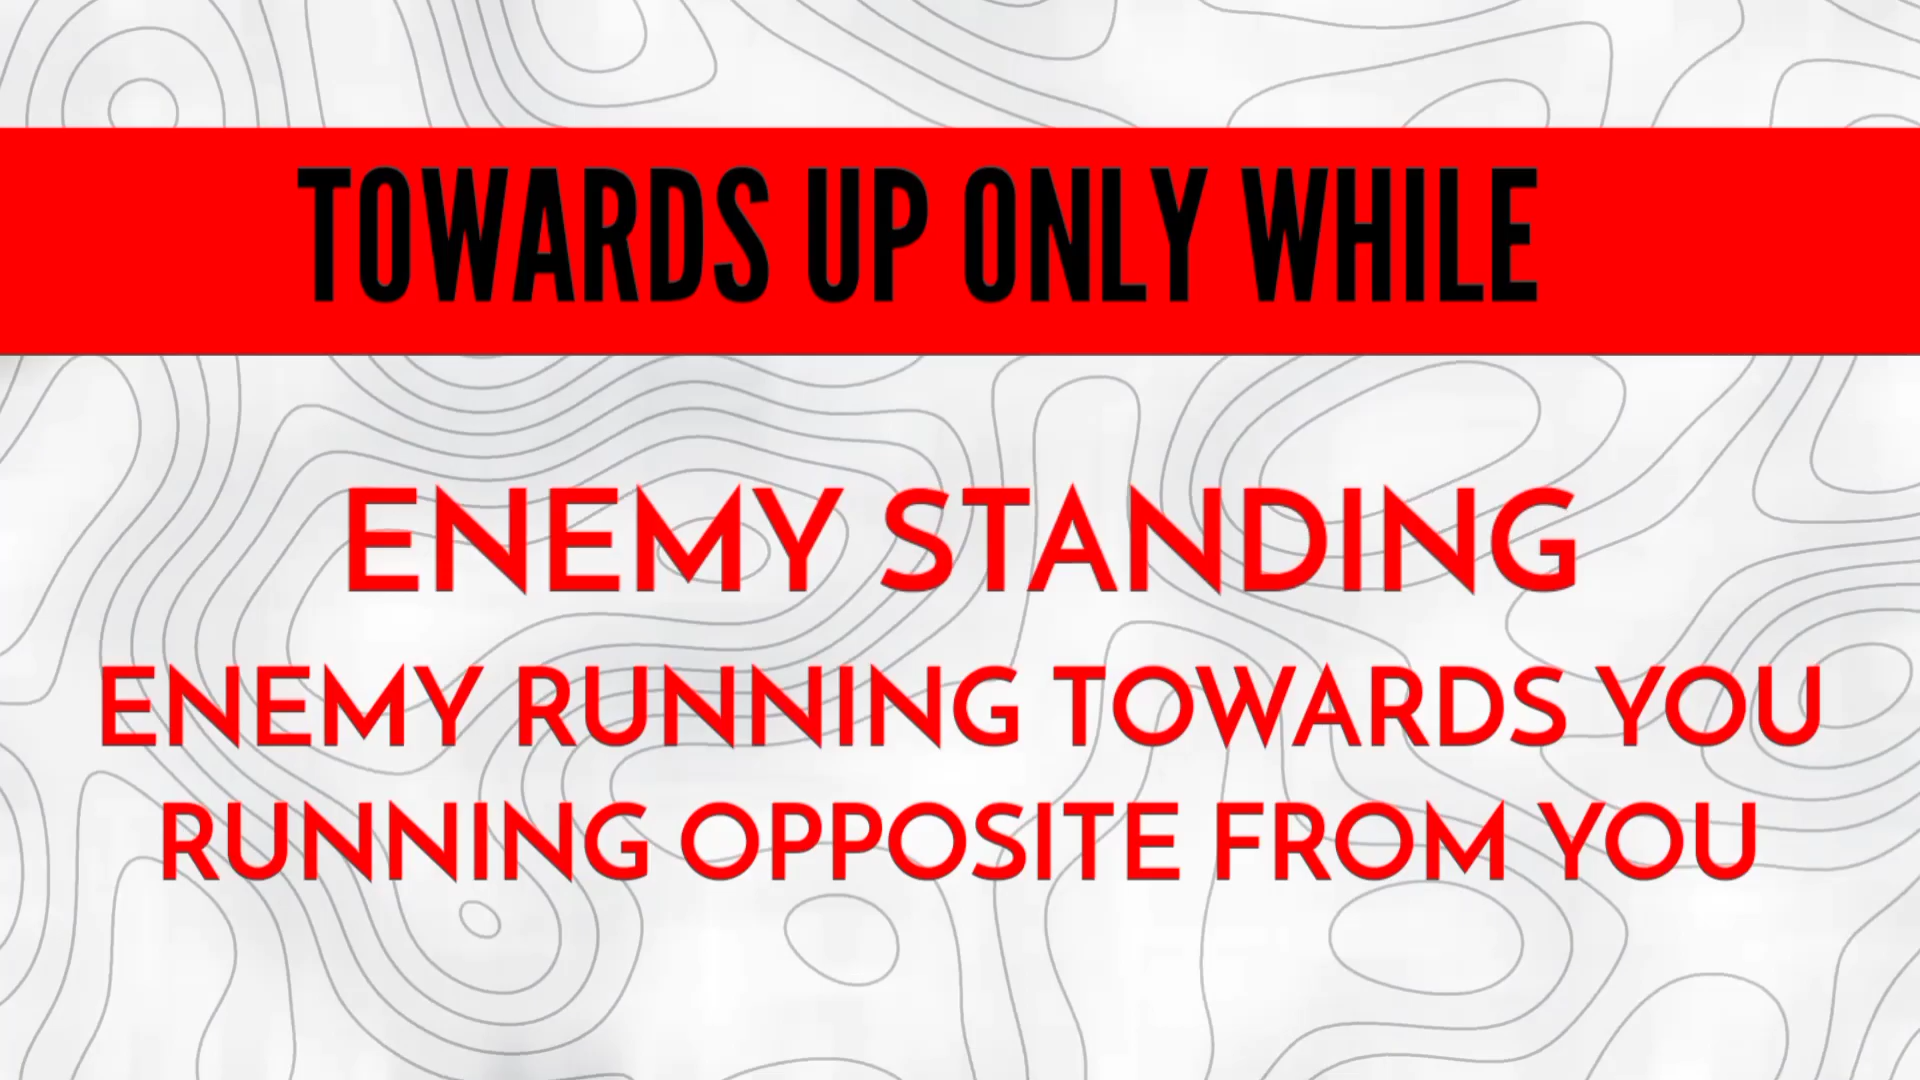 TOWARDS UP ONLY WHILE
ENEMY STANDING
ENEMY RUNNING TOWARDS YOU
RUNNING OPPOSITE FROM YOU